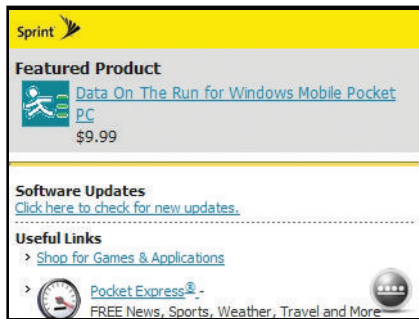 Sprint
Featured Product
Data On The Run for Windows Mobile Pocket
PC
$9.99
Software Updates
Click here to check for new updates.
Useful Links
Shop for Games & Applications
Pocket Express® -
FREE News, Sports, Weather, Travel and More